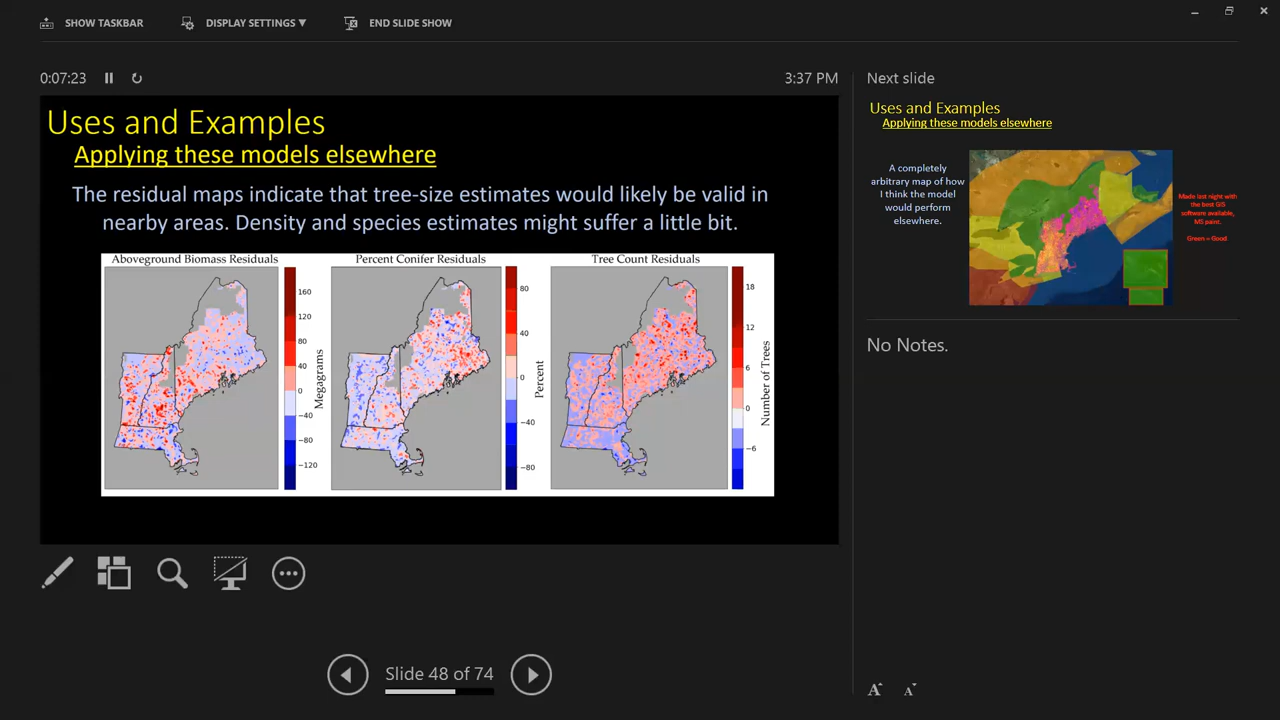 SHOW TASKBAR
DISPLAY SETTINGS ▼
END SLIDE SHOW
0:07:23
3:37 PM
Uses and Examples
Applying these models elsewhere
The residual maps indicate that tree-size estimates would likely be valid in
nearby areas. Density and species estimates might suffer a little bit.
Aboveground Biomass Residuals
160
120
80
40
0
−40
−80
−120
Megagrams
Percent Conifer Residuals
80
40
0
−40
−80
Percent
Tree Count Residuals
18
12
6
0
−6
Number of Trees
Slide 48 of 74
Next slide
Uses and Examples
Applying these models elsewhere
A completely
arbitrary map of how
I think the model
would perform
elsewhere.
Made last night with
the best GIS
software available,
MS paint.
Green = Good
No Notes.
A
A